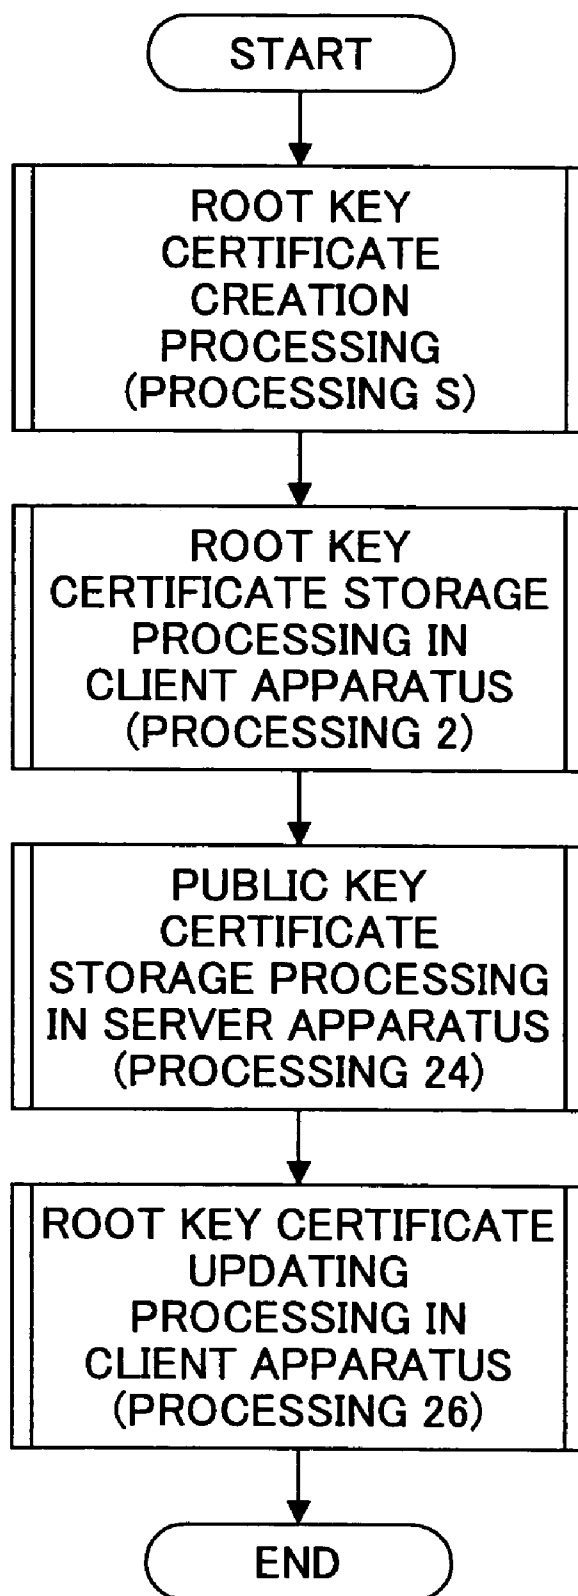 START
ROOT KEY
CERTIFICATE
CREATION
PROCESSING
(PROCESSING S)
ROOT KEY
CERTIFICATE STORAGE
PROCESSING IN
CLIENT APPARATUS
(PROCESSING 2)
PUBLIC KEY
CERTIFICATE
STORAGE PROCESSING
IN SERVER APPARATUS
(PROCESSING 24)
ROOT KEY CERTIFICATE
UPDATING
PROCESSING IN
CLIENT APPARATUS
(PROCESSING 26)
END